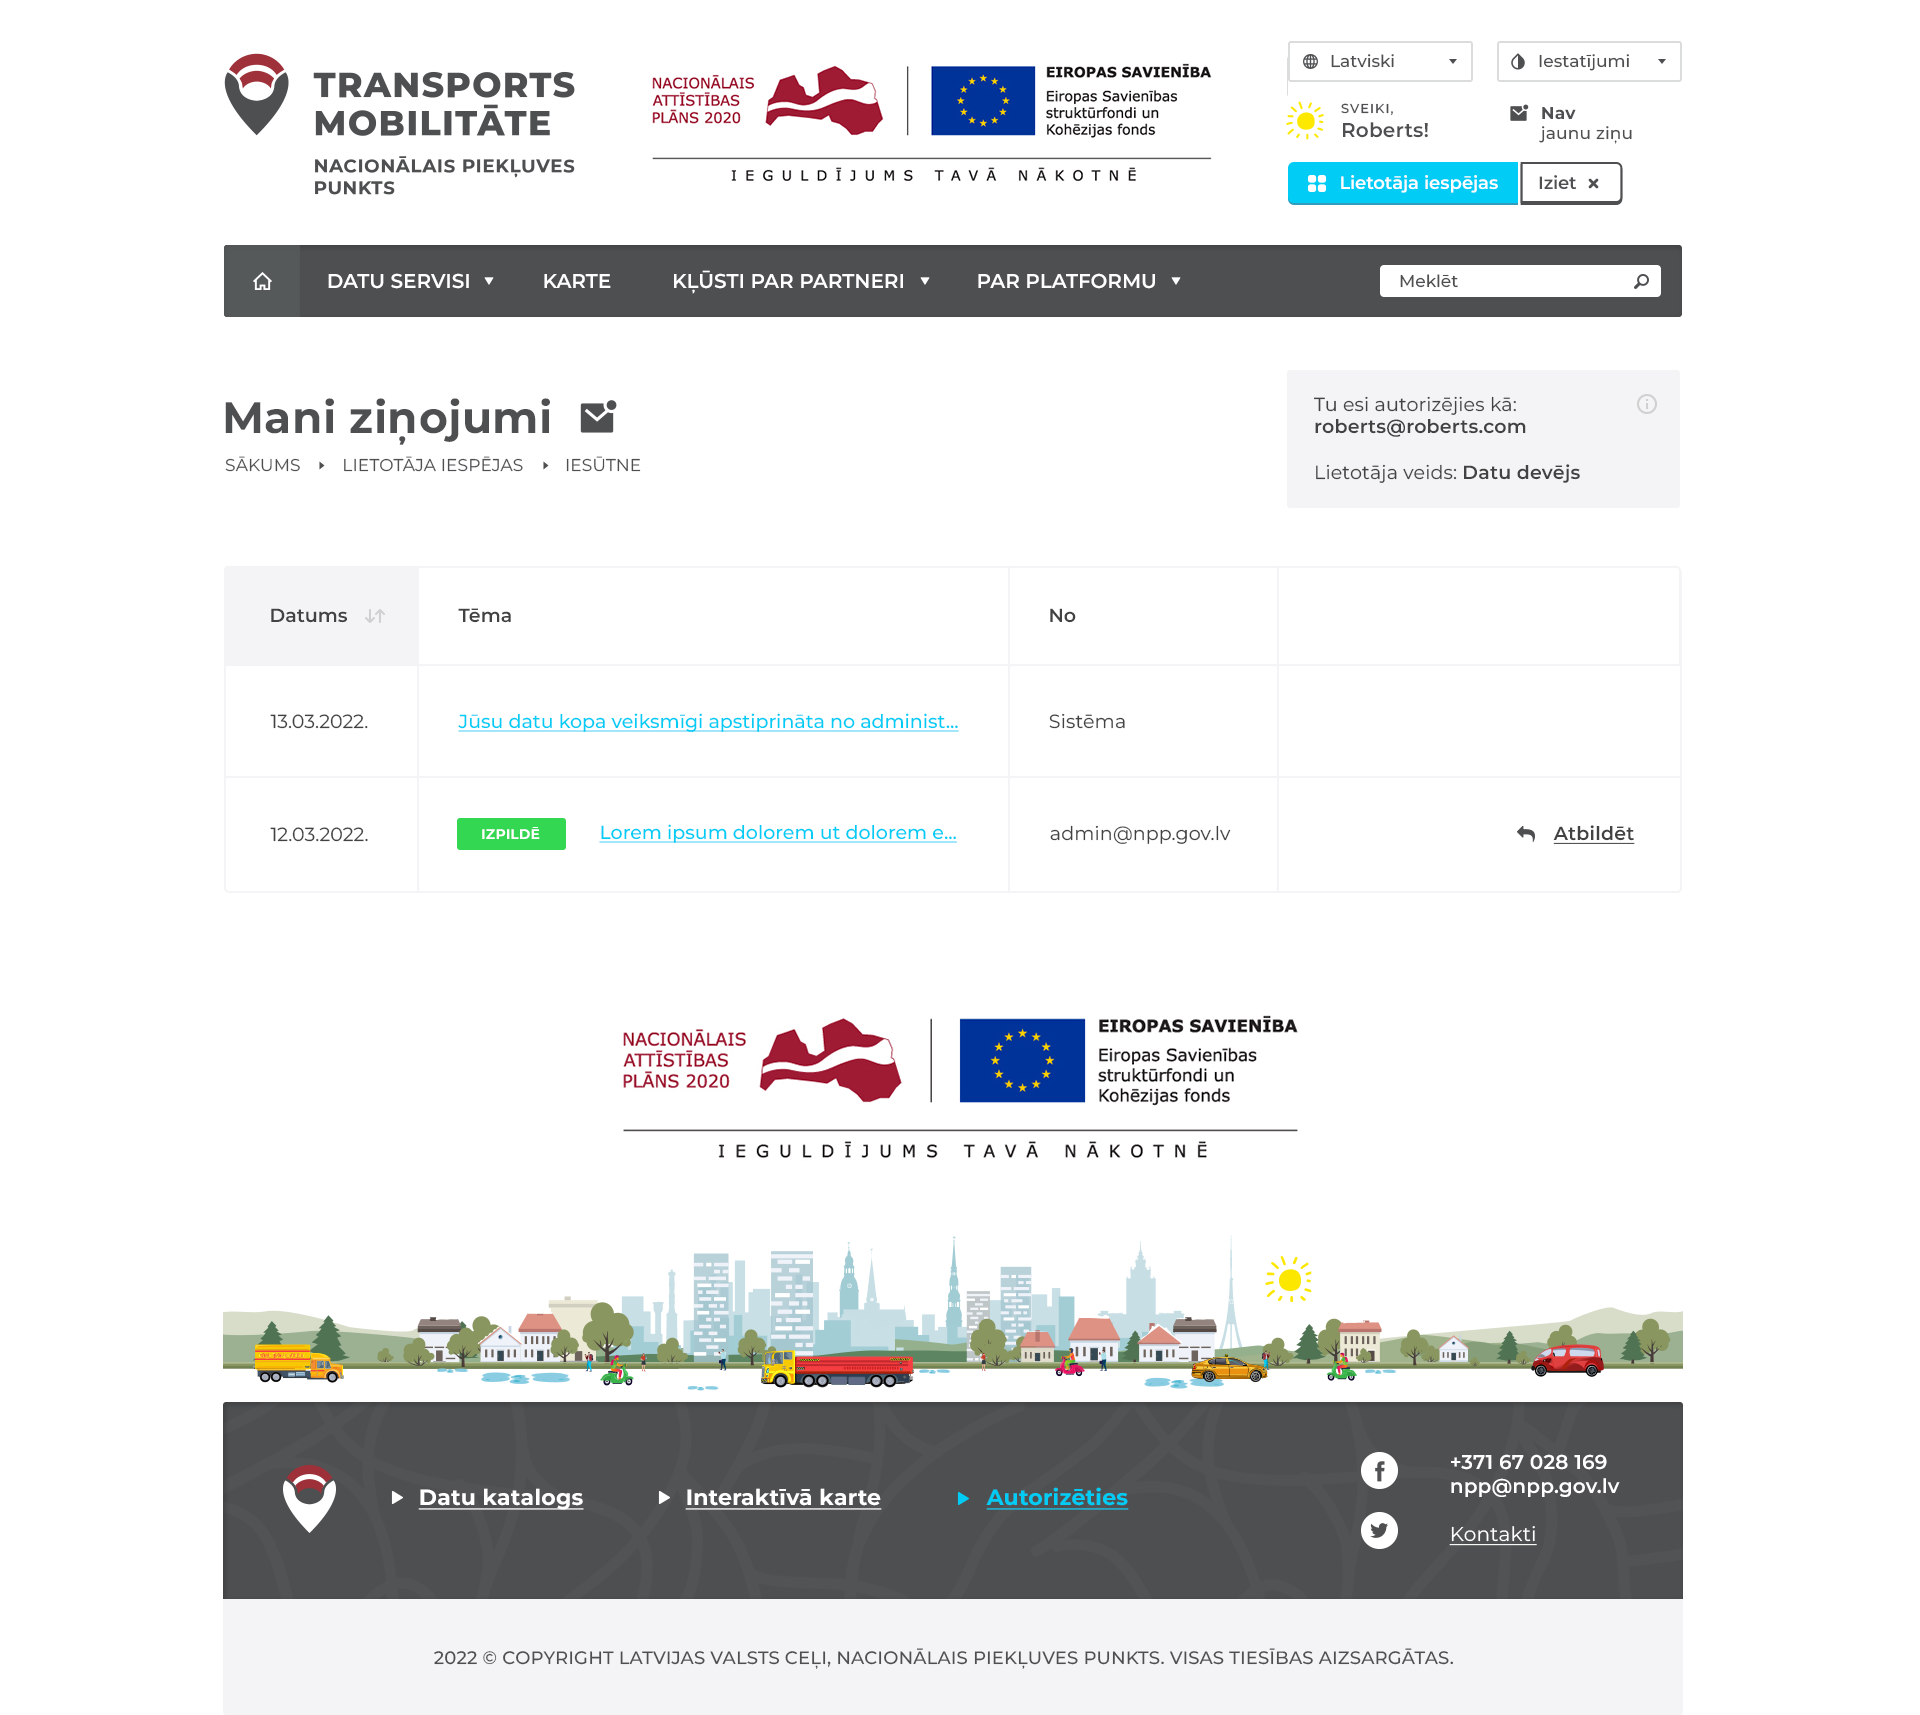 TRANSPORTS
MOBILITĀTE
NACIONĀLAIS PIEKĻUVES
PUNKTS
NACIONĀLAIS
ATTĪSTĪBAS
PLĀNS 2020
EIROPAS SAVIENĪBA
Eiropas Savienības
struktūrfondi un
Kohēzijas fonds
IEGULDĪJUMS TAVĀ NĀKOTNĒ
Latviski
Iestatījumi
SVEIKI,
Roberts!
Nav
jaunu ziņu
Lietotāja iespējas
Iziet
DATU SERVISI
KARTE
KĻŪSTI PAR PARTNERI
PAR PLATFORMU
Meklēt
Mani ziņojumi
SĀKUMS
LIETOTĀJA IESPĒJAS
IESŪTNE
Tu esi autorizējies kā:
roberts@roberts.com
Lietotāja veids: Datu devējs
Datums
Tēma
No
13.03.2022.
Jūsu datu kopa veiksmīgi apstiprināta no administ...
Sistēma
12.03.2022.
IZPILDĒ
Lorem ipsum dolorem ut dolorem e...
admin@npp.gov.lv
Atbildēt
NACIONĀLAIS
ATTĪSTĪBAS
PLĀNS 2020
EIROPAS SAVIENĪBA
Eiropas Savienības
struktūrfondi un
Kohēzijas fonds
IEGULDĪJUMS TAVĀ NĀKOTNĒ
Datu katalogs
Interaktīvā karte
Autorizēties
+371 67 028 169
npp@npp.gov.lv
Kontakti
2022 © COPYRIGHT LATVIJAS VALSTS CEĻI, NACIONĀLAIS PIEKĻUVES PUNKTS. VISAS TIESĪBAS AIZSARGĀTAS.